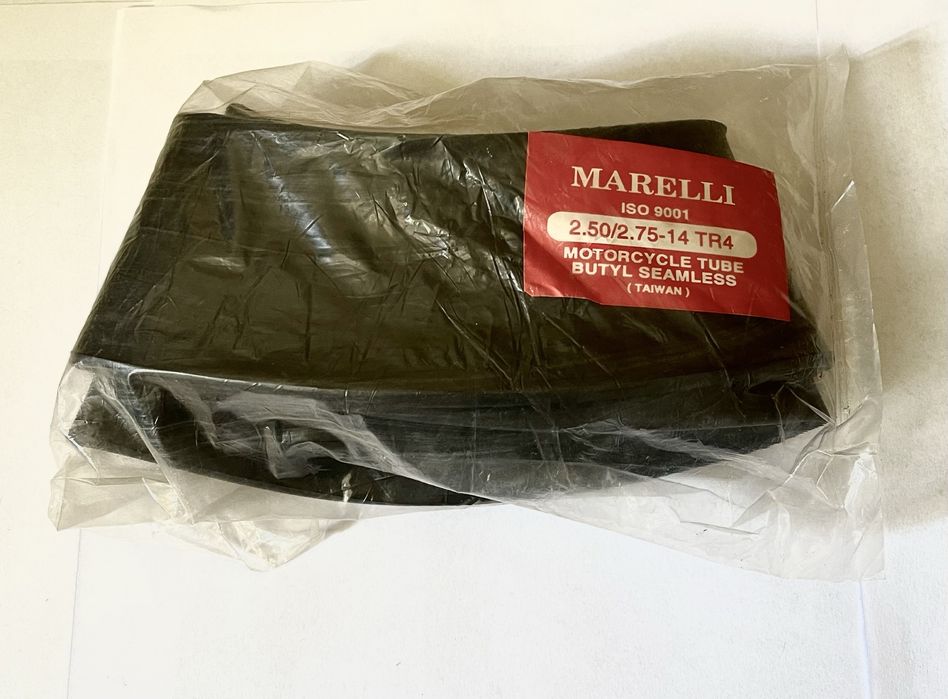 MARELLI
ISO 9001
2.50/2.75-14 TR4
MOTORCYCLE TUBE
BUTYL SEAMLESS
( TAIWAN )